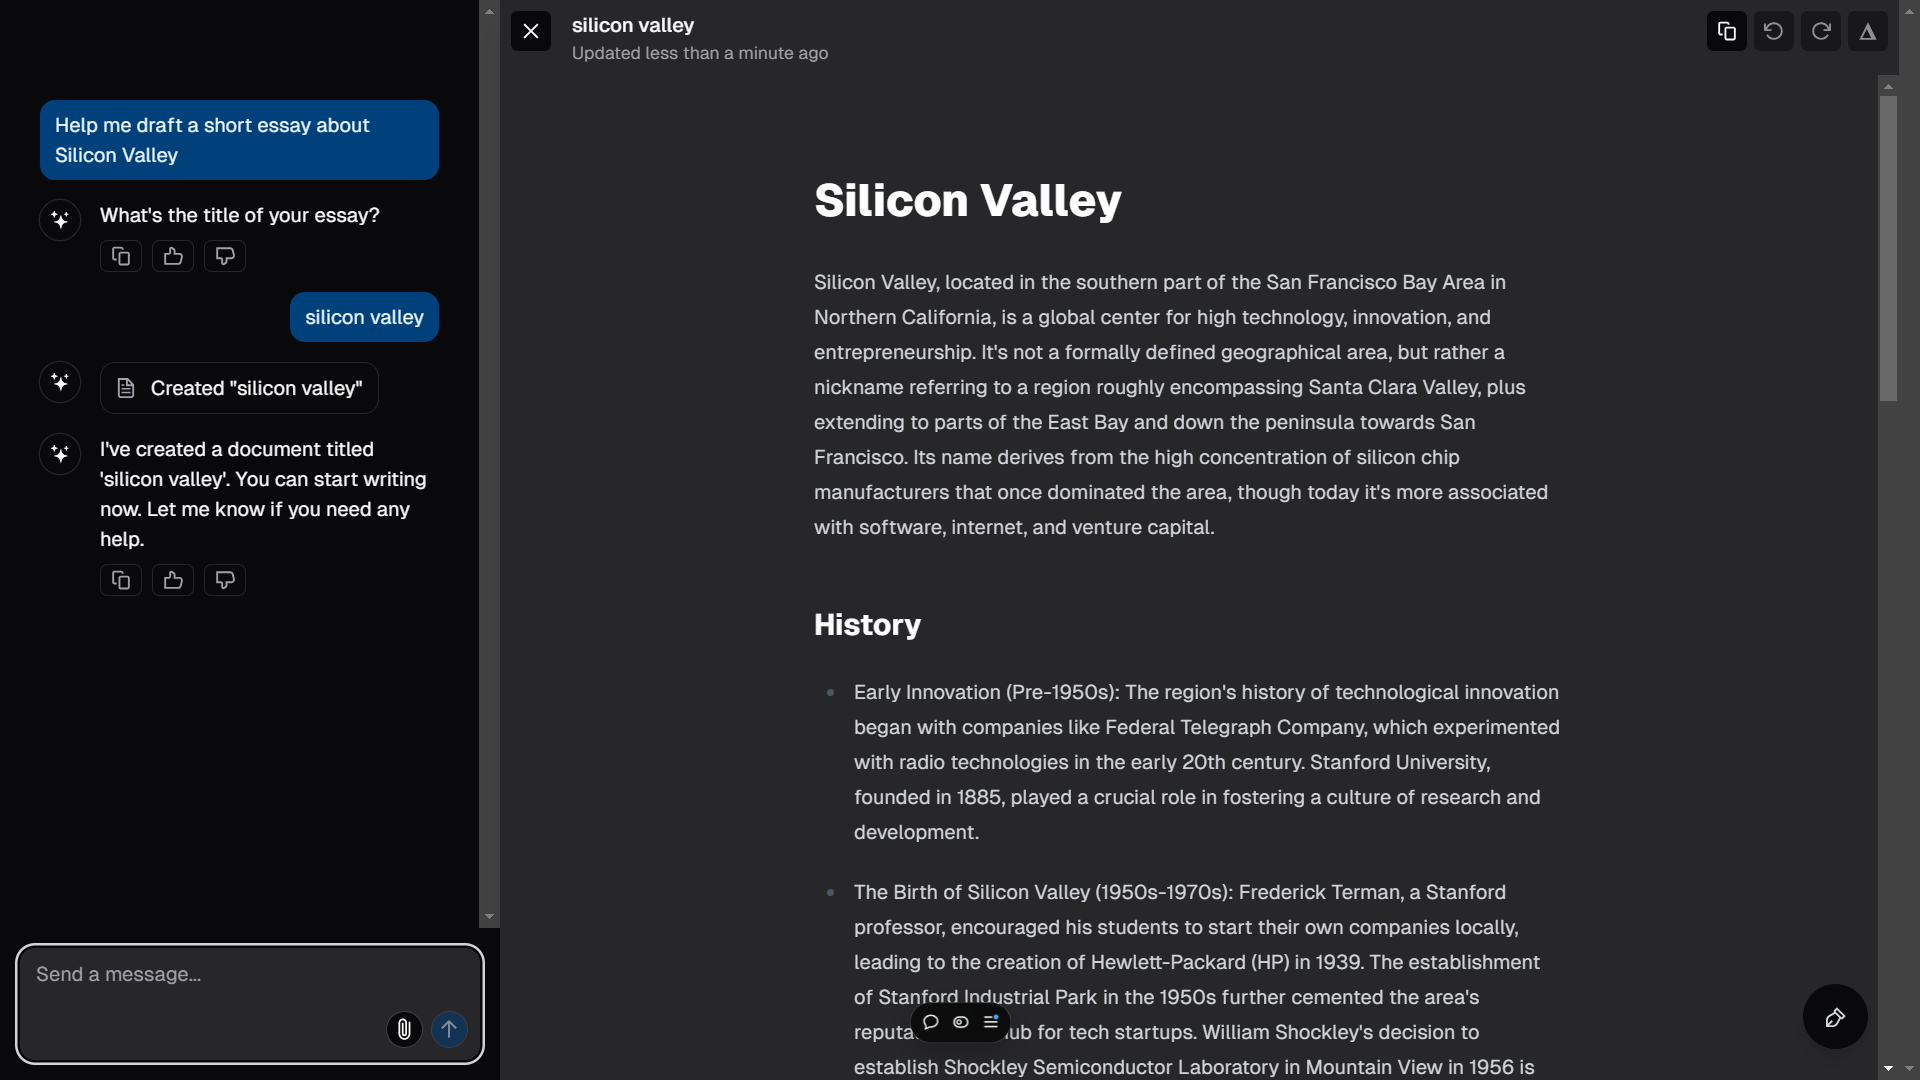 Help me draft a short essay about
Silicon Valley
What's the title of your essay?
silicon valley
Created "silicon valley"
I've created a document titled
'silicon valley'. You can start writing
now. Let me know if you need any
help.
Send a message...
silicon valley
Updated less than a minute ago
Silicon Valley
Silicon Valley, located in the southern part of the San Francisco Bay Area in
Northern California, is a global center for high technology, innovation, and
entrepreneurship. It's not a formally defined geographical area, but rather a
nickname referring to a region roughly encompassing Santa Clara Valley, plus
extending to parts of the East Bay and down the peninsula towards San
Francisco. Its name derives from the high concentration of silicon chip
manufacturers that once dominated the area, though today it's more associated
with software, internet, and venture capital.
History
Early Innovation (Pre-1950s): The region's history of technological innovation
began with companies like Federal Telegraph Company, which experimented
with radio technologies in the early 20th century. Stanford University,
founded in 1885, played a crucial role in fostering a culture of research and
development.
The Birth of Silicon Valley (1950s-1970s): Frederick Terman, a Stanford
professor, encouraged his students to start their own companies locally,
leading to the creation of Hewlett-Packard (HP) in 1939. The establishment
of Stanford Industrial Park in the 1950s further cemented the area's
for tech startups. William Shockley's decision to
establish Shockley Semiconductor Laboratory in Mountain View in 1956 is